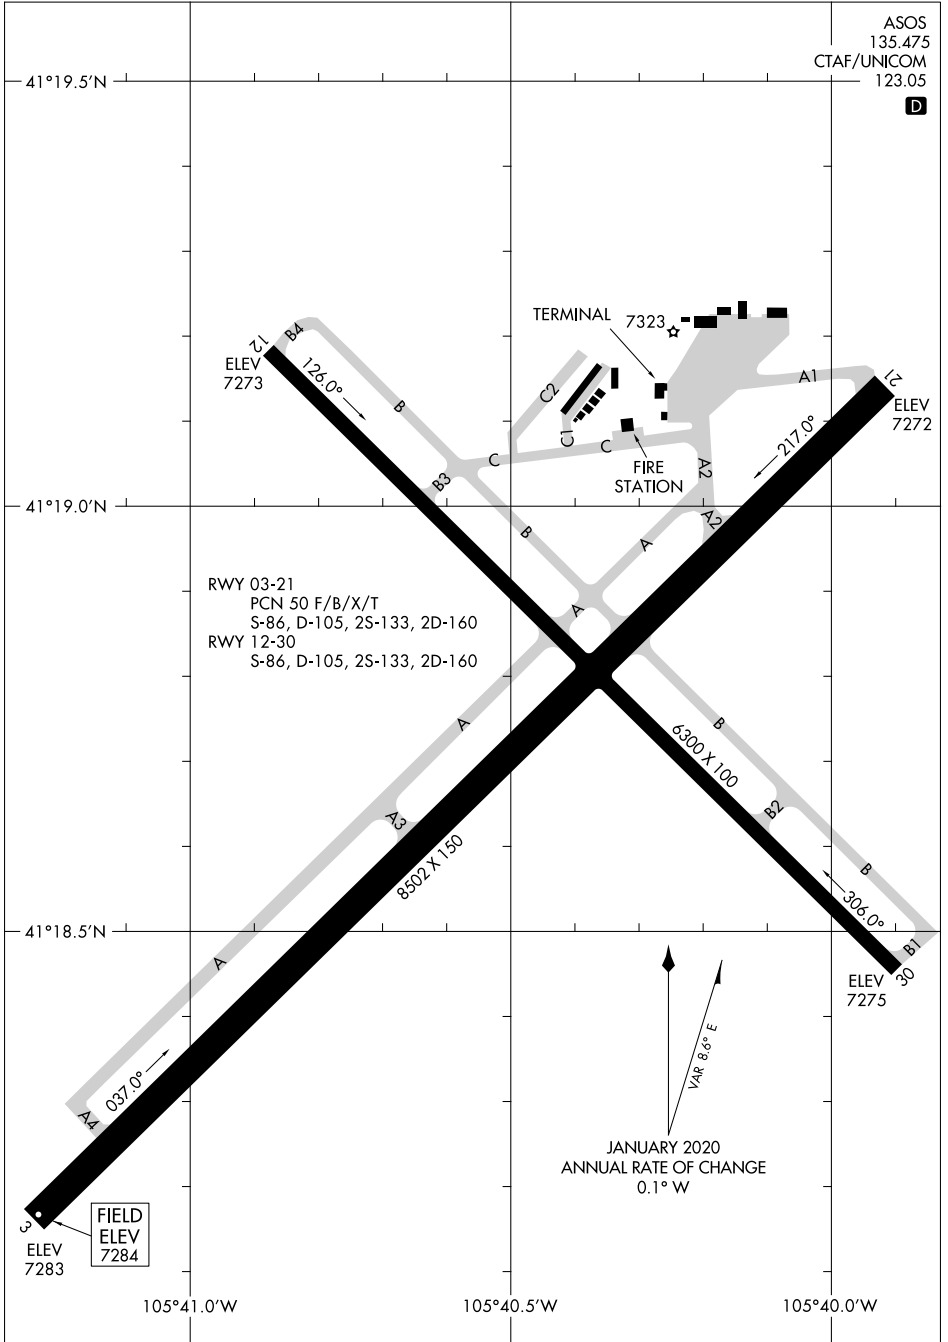 ASOS
135.475
CTAF/UNICOM
123.05
D
41°19.5'N
TERMINAL
7323
12
B4
ELEV
7273
126.0°
B
C2
C1
A1
21
ELEV
7272
217.0°
C
C
FIRE
STATION
A2
B3
41°19.0'N
A2
B
A
RWY 03-21
PCN 50 F/B/X/T
S-86, D-105, 2S-133, 2D-160
RWY 12-30
S-86, D-105, 2S-133, 2D-160
A
A
B
6300 X 100
B2
A3
8502 X 150
B
306.0°
41°18.5'N
A
B1
30
ELEV
7275
VAR 8.6° E
037.0°
A4
JANUARY 2020
ANNUAL RATE OF CHANGE
0.1° W
3
FIELD
ELEV
7284
ELEV
7283
105°41.0'W
105°40.5'W
105°40.0'W